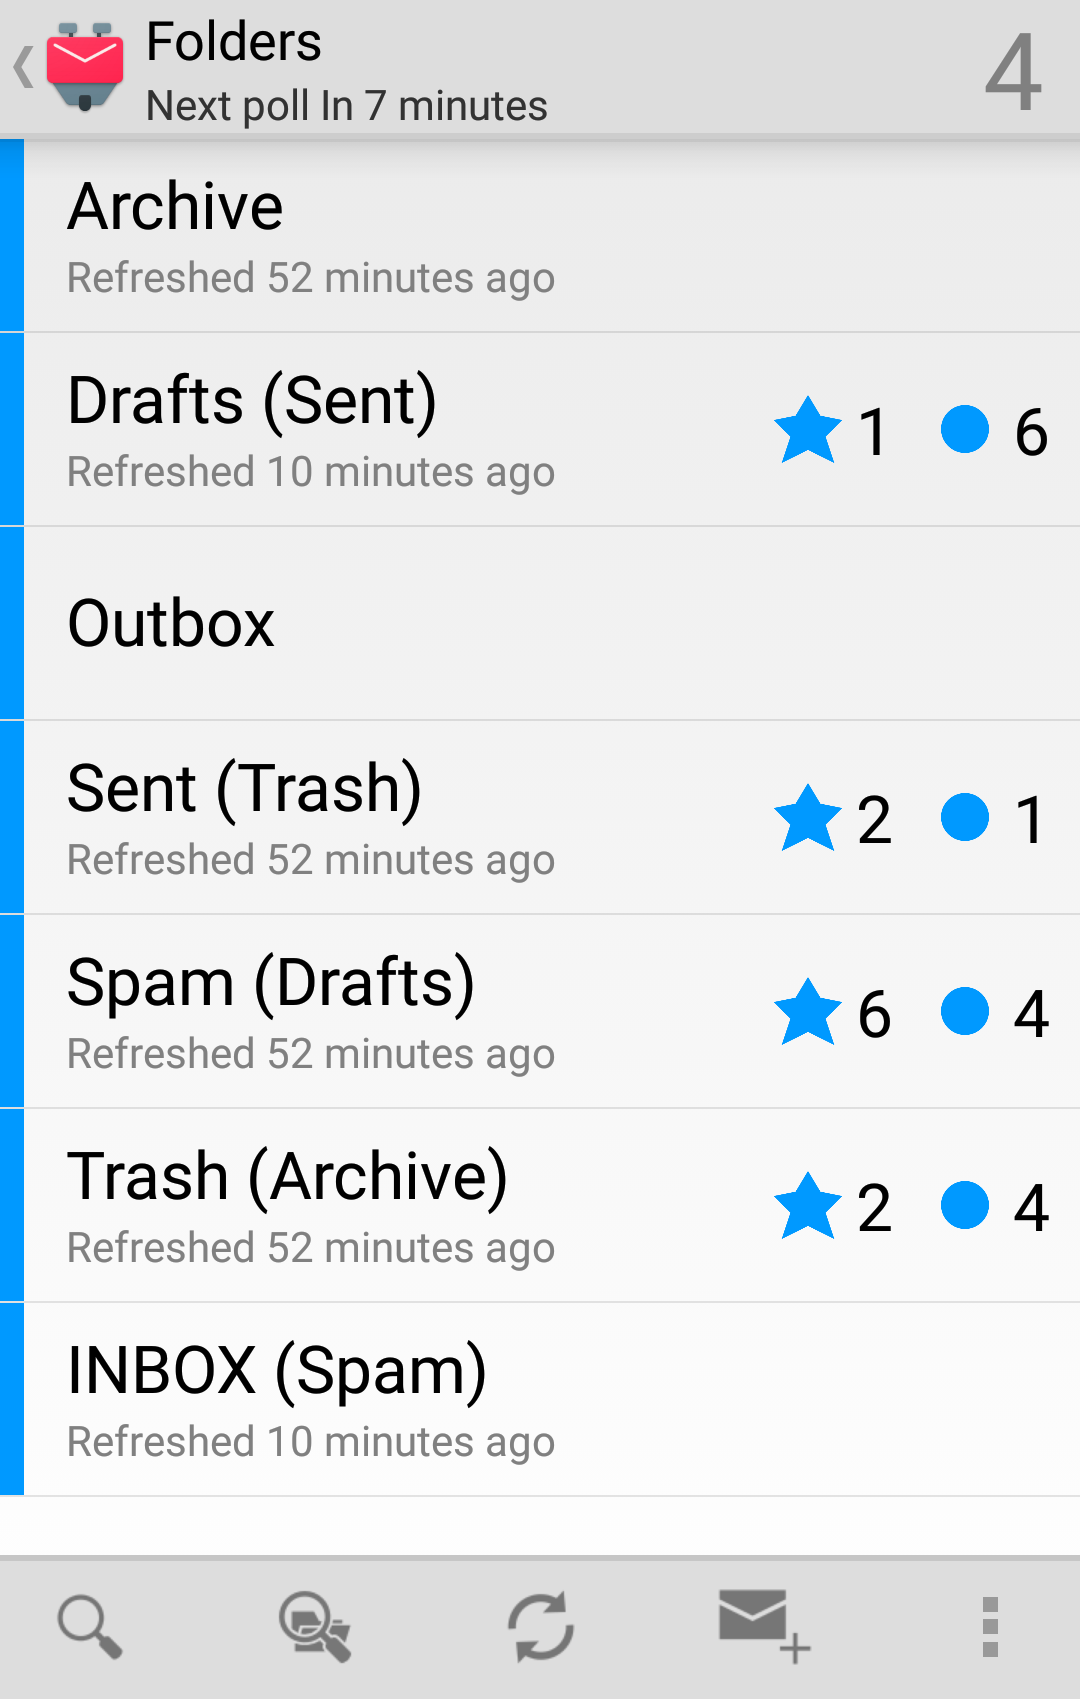 Folders
Next poll In 7 minutes
4
Archive
Refreshed 52 minutes ago
Drafts (Sent)
Refreshed 10 minutes ago
1 6
Outbox
Sent (Trash)
Refreshed 52 minutes ago
2 1
Spam (Drafts)
Refreshed 52 minutes ago
6 4
Trash (Archive)
Refreshed 52 minutes ago
2 4
INBOX (Spam)
Refreshed 10 minutes ago